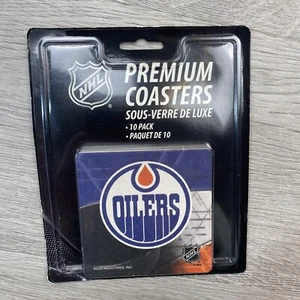 NHL
PREMIUM
COASTERS
SOUS-VERRE DE LUXE
• 10 PACK
• PAQUET DE 10
OILERS
NHL